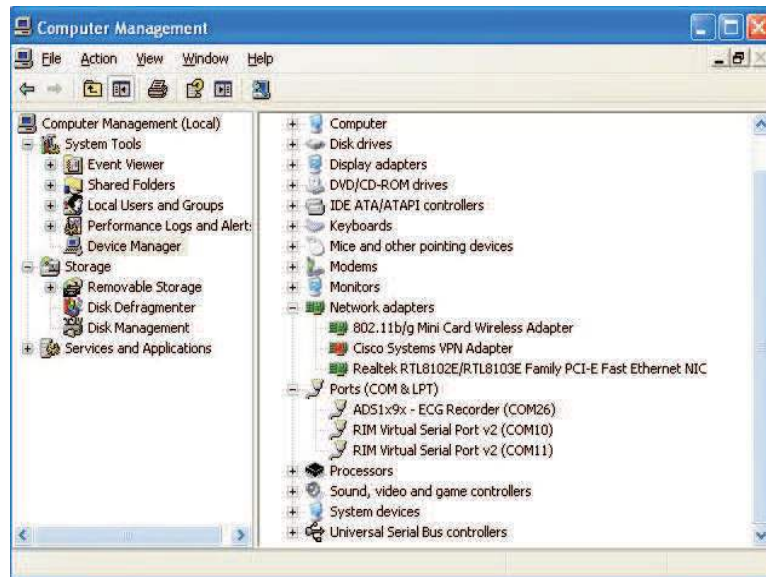 Computer Management
File Action View Window Help
Computer Management (Local)
System Tools
Event Viewer
Shared Folders
Local Users and Groups
Performance Logs and Alert:
Device Manager
Storage
Removable Storage
Disk Defragmenter
Disk Management
Services and Applications
Computer
Disk drives
Display adapters
DVD/CD-ROM drives
IDE ATA/ATAPI controllers
Keyboards
Mice and other pointing devices
Modems
Monitors
Network adapters
802.11b/g Mini Card Wireless Adapter
Cisco Systems VPN Adapter
Realtek RTL8102E/RTL8103E Family PCI-E Fast Ethernet NIC
Ports (COM & LPT)
ADS1x9x - ECG Recorder (COM26)
RIM Virtual Serial Port v2 (COM10)
RIM Virtual Serial Port v2 (COM11)
Processors
Sound, video and game controllers
System devices
Universal Serial Bus controllers